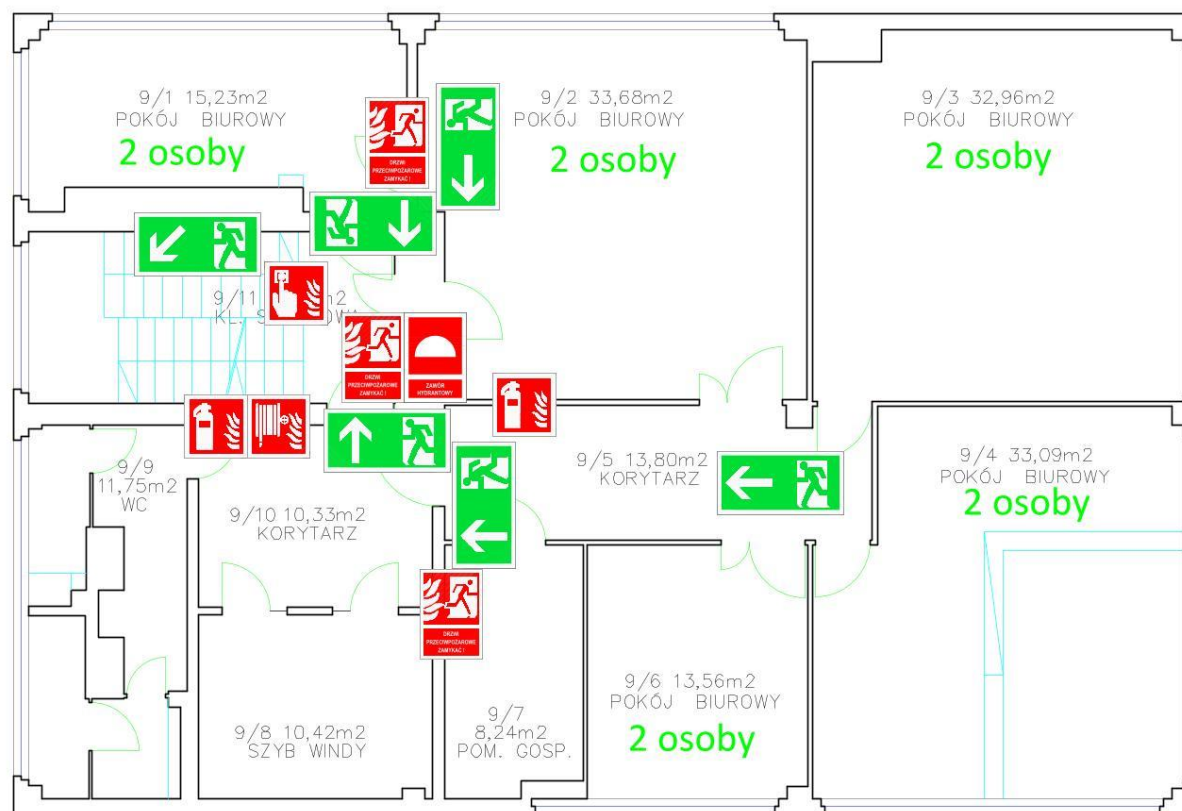 9/1 15,23m2
POKÓJ BIUROWY
2 osoby
9/2 33,68m2
POKÓJ BIUROWY
2 osoby
9/3 32,96m2
POKÓJ BIUROWY
2 osoby
DRZWI
PRZECIWPOŻAROWE
ZAMYKAĆ!
9/11
DRZWI
PRZECIWPOŻAROWE
ZAMYKAĆ!
ZAWÓR
HYDRANTOWY
9/4 33,09m2
POKÓJ BIUROWY
2 osoby
9/5 13,80m2
KORYTARZ
9/9
11,75m2
WC
9/10 10,33m2
KORYTARZ
DRZWI
PRZECIWPOŻAROWE
ZAMYKAĆ!
9/6 13,56m2
POKÓJ BIUROWY
2 osoby
9/7
8,24m2
POM. GOSP.
9/8 10,42m2
SZYB WINDY